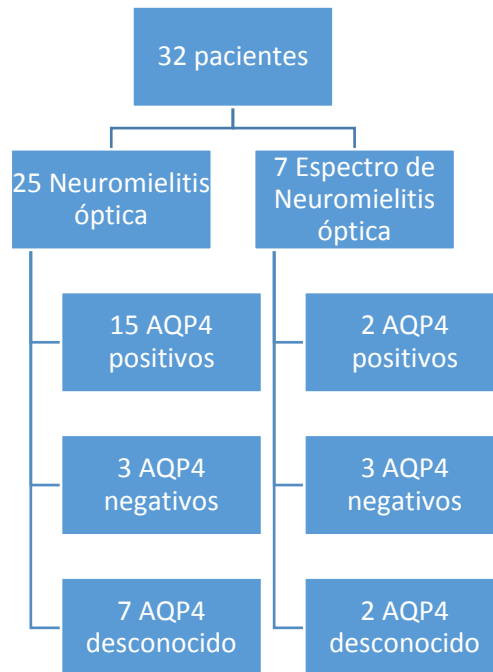 32 pacientes
25 Neuromielitis
óptica
7 Espectro de
Neuromielitis
óptica
15 AQP4
positivos
2 AQP4
positivos
3 AQP4
negativos
3 AQP4
negativos
7 AQP4
desconocido
2 AQP4
desconocido